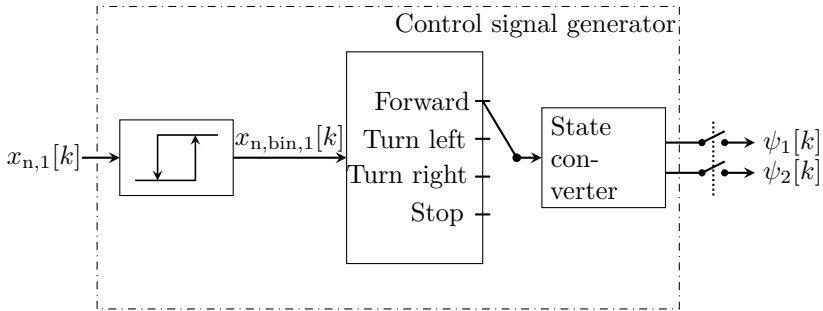 Control signal generator
x_{n,1}[k]
x_{n,bin,1}[k]
Forward
Turn left
Turn right
Stop
State
con-
verter
ψ_1[k]
ψ_2[k]